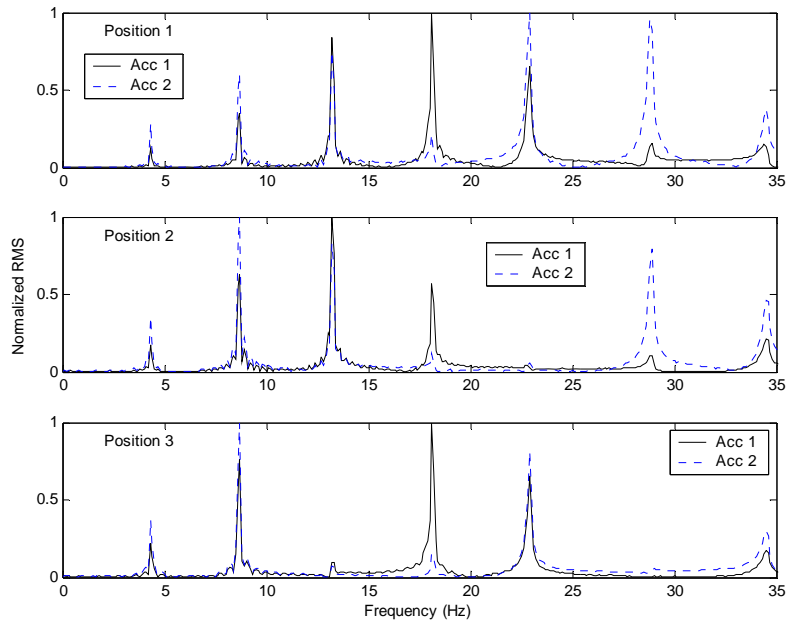 Position 1
Acc 1
Acc 2
1
0.5
0
0 5 10 15 20 25 30 35
Position 2
Acc 1
Acc 2
1
0.5
0
0 5 10 15 20 25 30 35
Normalized RMS
Position 3
Acc 1
Acc 2
1
0.5
0
0 5 10 15 20 25 30 35
Frequency (Hz)